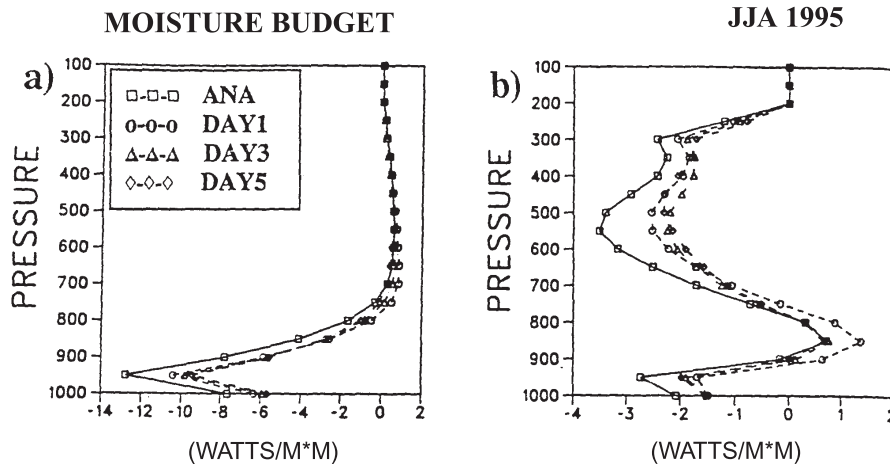 MOISTURE BUDGET
JJA 1995
a)
ANA
DAY1
DAY3
DAY5
PRESSURE
100
200
300
400
500
600
700
800
900
1000
-14 -12 -10 -8 -6 -4 -2 0 2
(WATTS/M*M)
b)
PRESSURE
100
200
300
400
500
600
700
800
900
1000
-4 -3 -2 -1 0 1 2
(WATTS/M*M)